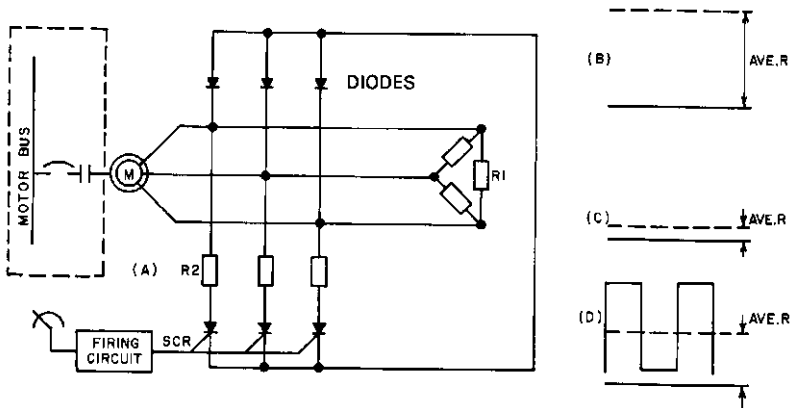 MOTOR BUS
M
DIODES
R1
(A)
R2
FIRING
CIRCUIT
SCR
(B)
AVE.R
(C)
AVE.R
(D)
AVE.R